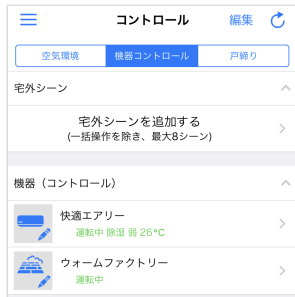 コントロール 編集
空気環境 機器コントロール 戸締り
宅外シーン
宅外シーンを追加する
(一括操作を除き、最大8シーン)
機器（コントロール）
快適エアリー
運転中 除湿 弱 26℃
ウォームファクトリー
運転中